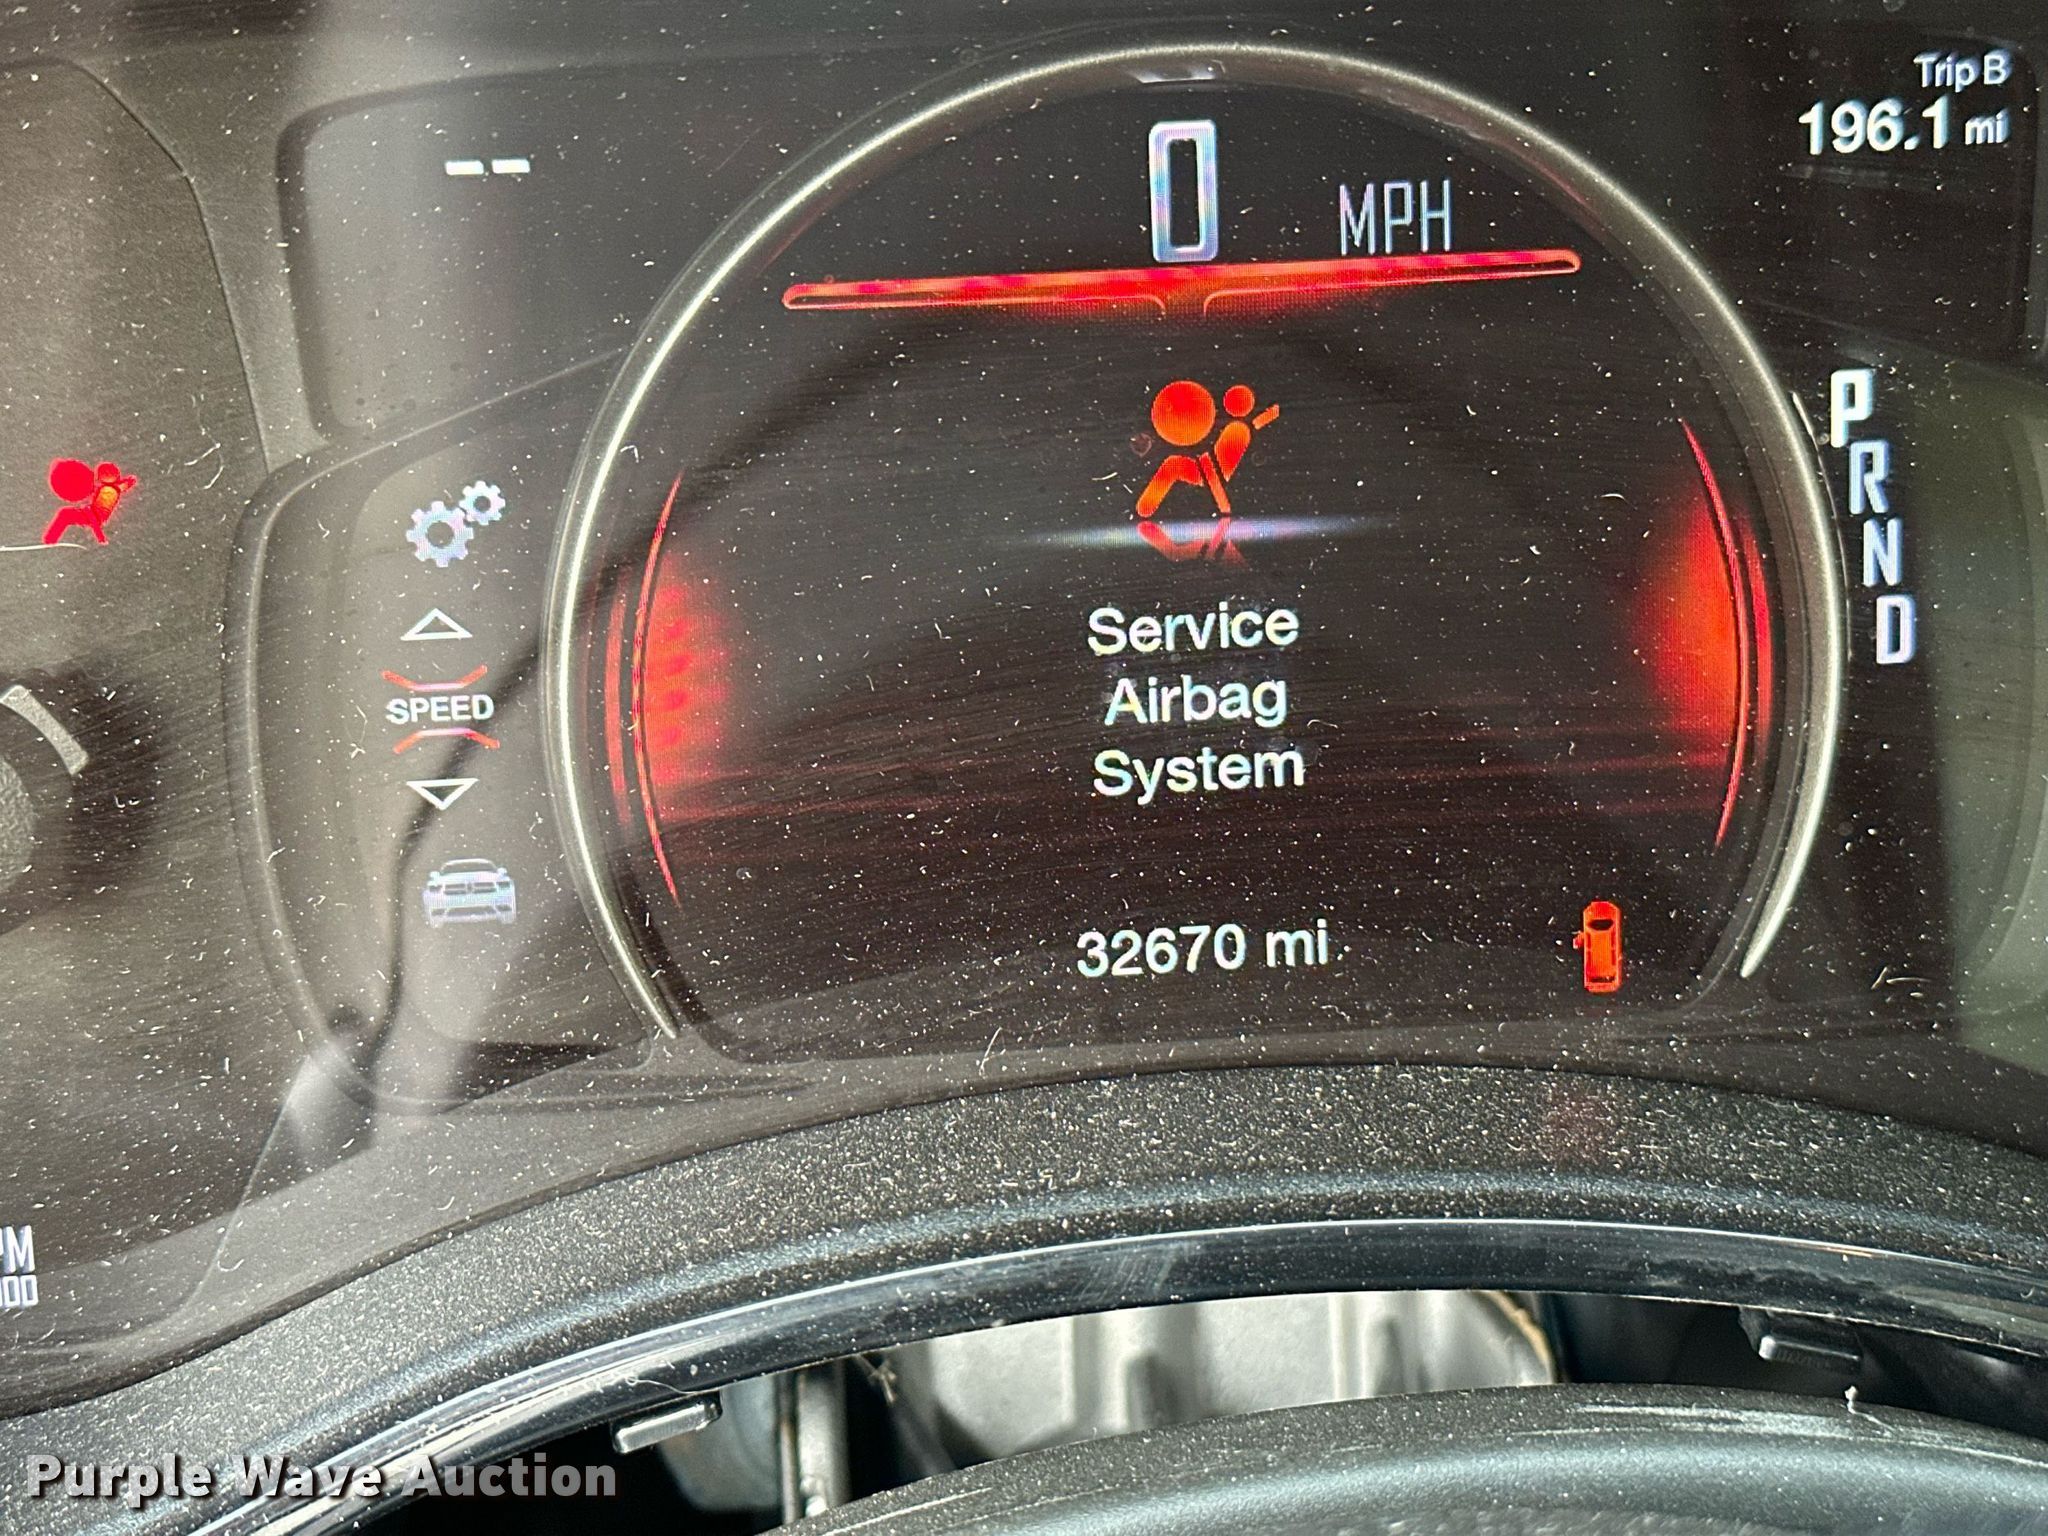 Trip B
196.1 mi
--
0 MPH
P
R
N
D
SPEED
Service
Airbag
System
32670 mi
Purple Wave Auction